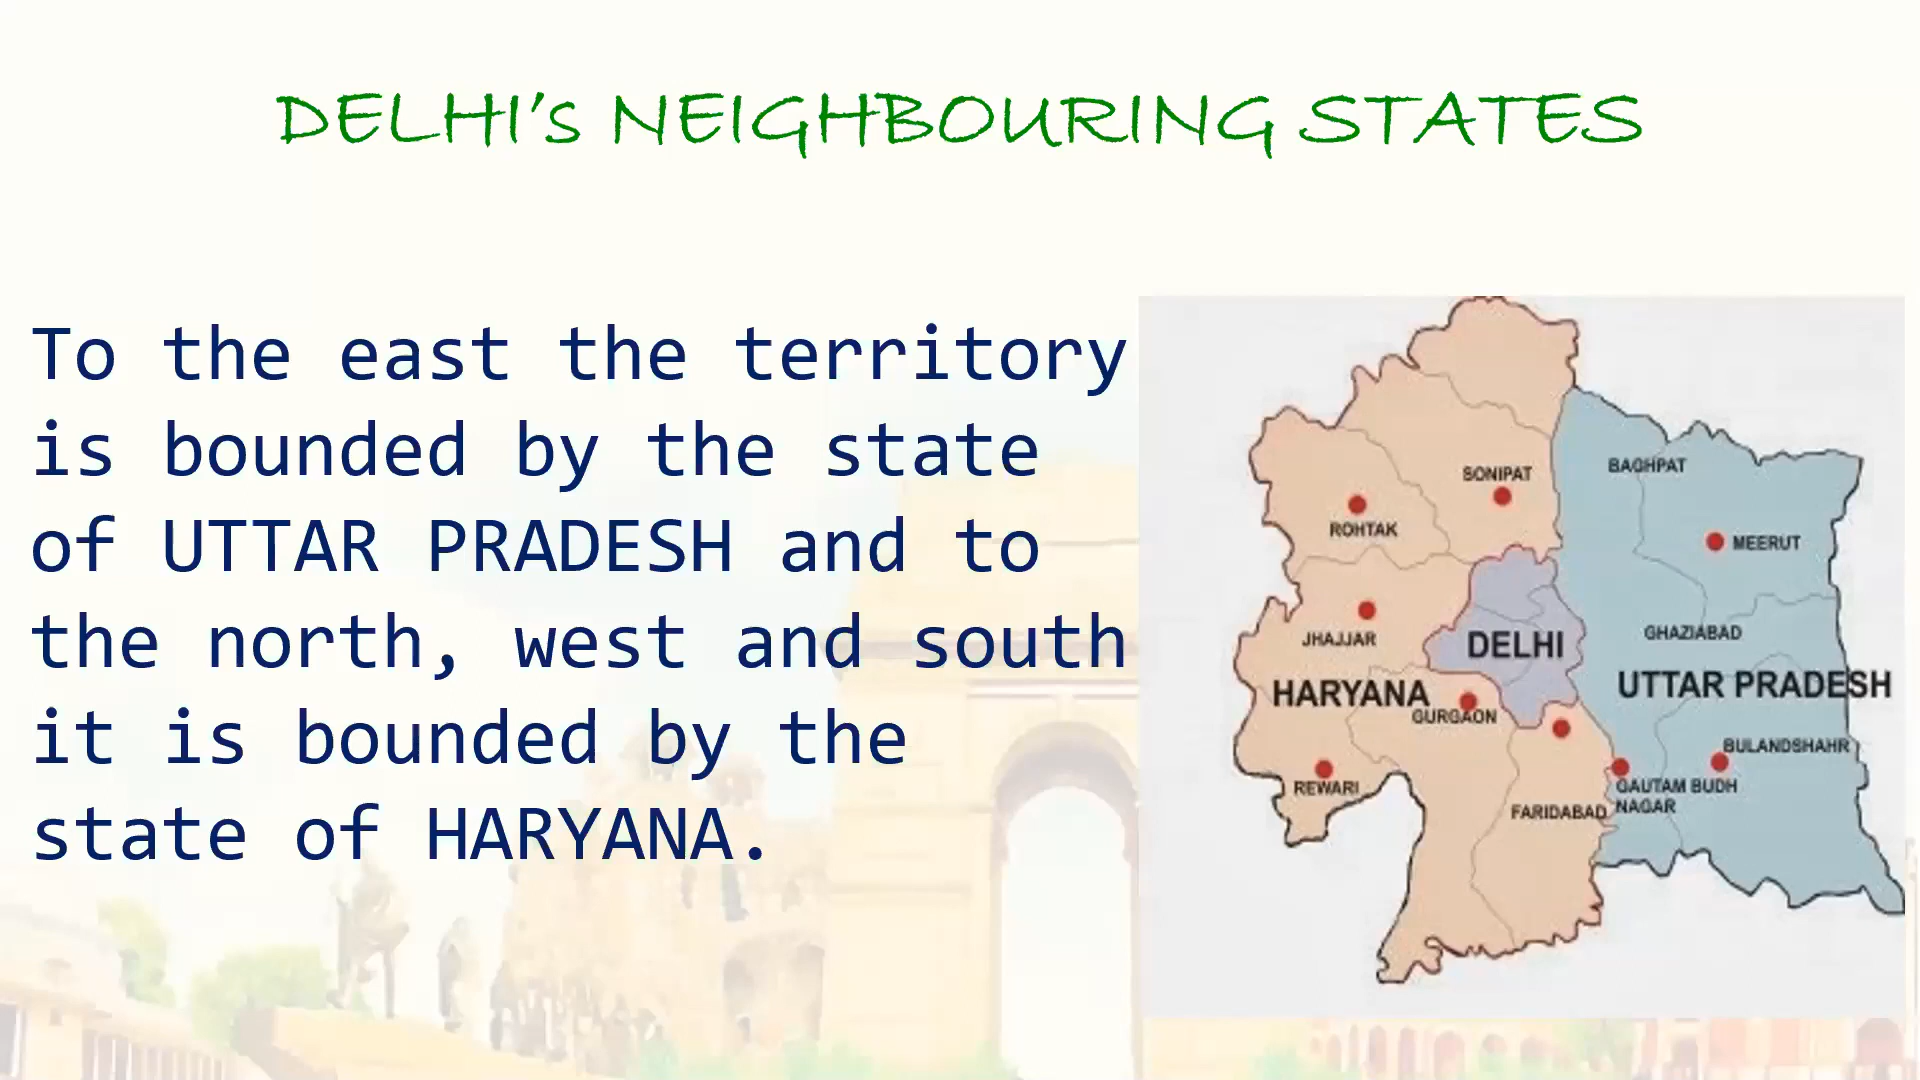 DELHI’s NEIGHBOURING STATES
To the east the territory
is bounded by the state
of UTTAR PRADESH and to
the north, west and south
it is bounded by the
state of HARYANA.
BAGHPAT
SONIPAT
ROHTAK
MEERUT
JHAJJAR
DELHI
GHAZIABAD
HARYANA
UTTAR PRADESH
GURGAON
BULANDSHAHR
REWARI
GAUTAM BUDH
NAGAR
FARIDABAD